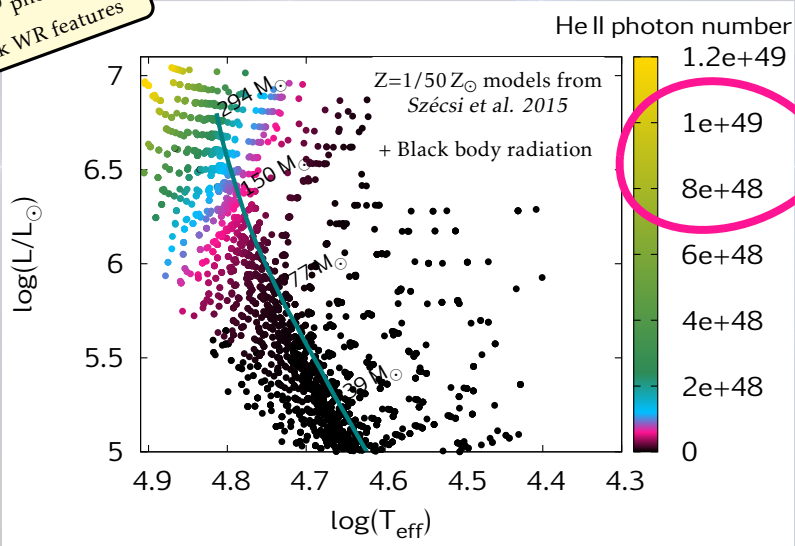 k WR features
He II photon number
Z=1/50 Z⊙ models from
Szécsi et al. 2015
+ Black body radiation
294 M⊙
150 M⊙
77 M⊙
39 M⊙
log(L/L⊙)
7
6.5
6
5.5
5
4.9 4.8 4.7 4.6 4.5 4.4 4.3
log(Teff)
1.2e+49
1e+49
8e+48
6e+48
4e+48
2e+48
0